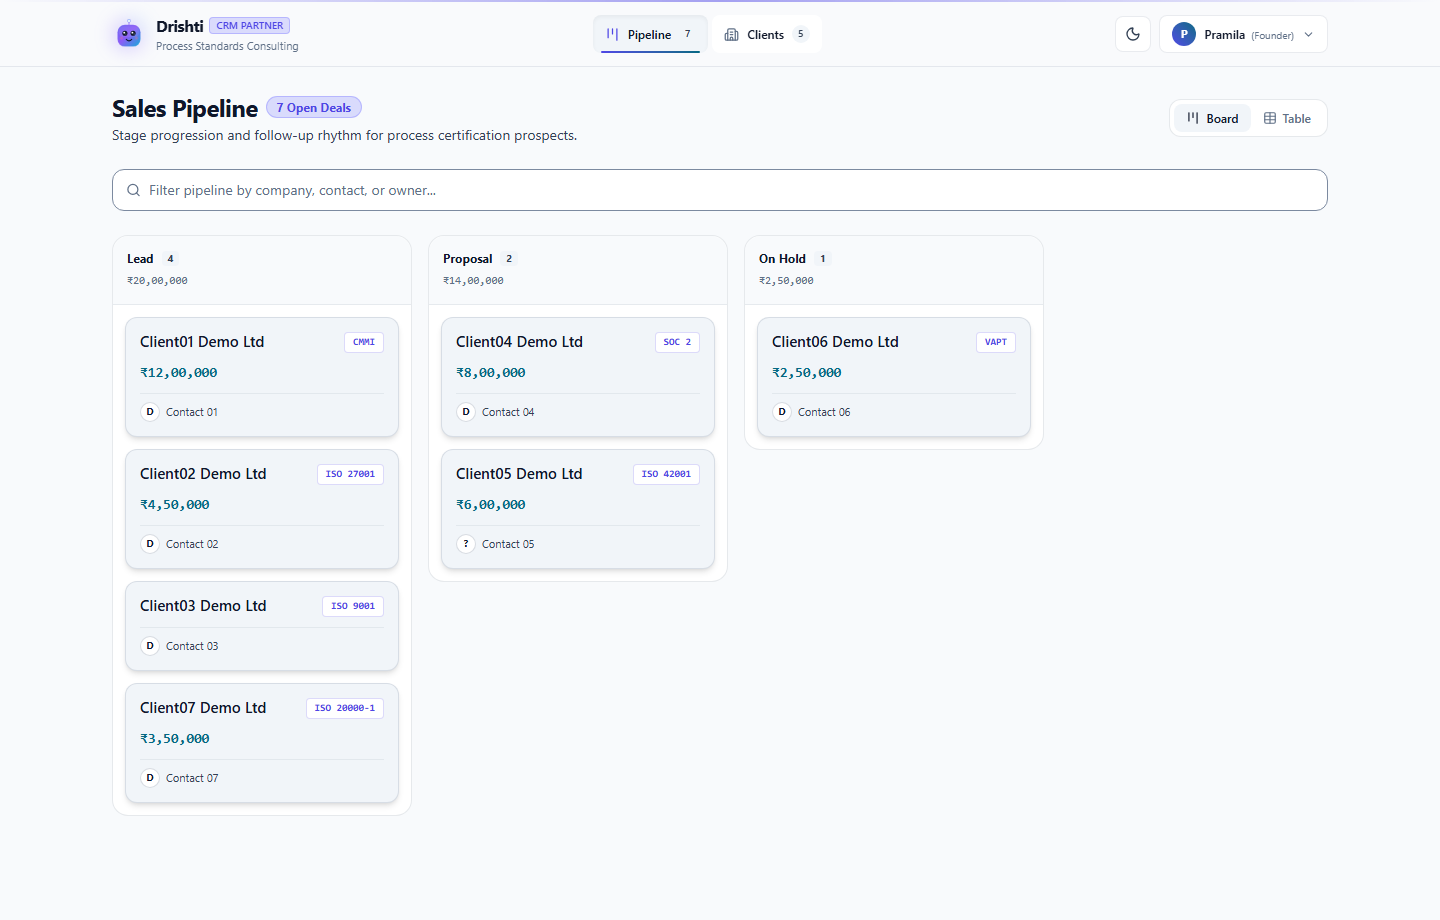 Drishti CRM PARTNER
Process Standards Consulting
Pipeline 7
Clients 5
P Pramila (Founder)
Sales Pipeline 7 Open Deals
Stage progression and follow-up rhythm for process certification prospects.
Board
Table
Filter pipeline by company, contact, or owner...
Lead 4
₹20,00,000
Client01 Demo Ltd CMMI
₹12,00,000
D Contact 01
Client02 Demo Ltd ISO 27001
₹4,50,000
D Contact 02
Client03 Demo Ltd ISO 9001
D Contact 03
Client07 Demo Ltd ISO 20000-1
₹3,50,000
D Contact 07
Proposal 2
₹14,00,000
Client04 Demo Ltd SOC 2
₹8,00,000
D Contact 04
Client05 Demo Ltd ISO 42001
₹6,00,000
? Contact 05
On Hold 1
₹2,50,000
Client06 Demo Ltd VAPT
₹2,50,000
D Contact 06